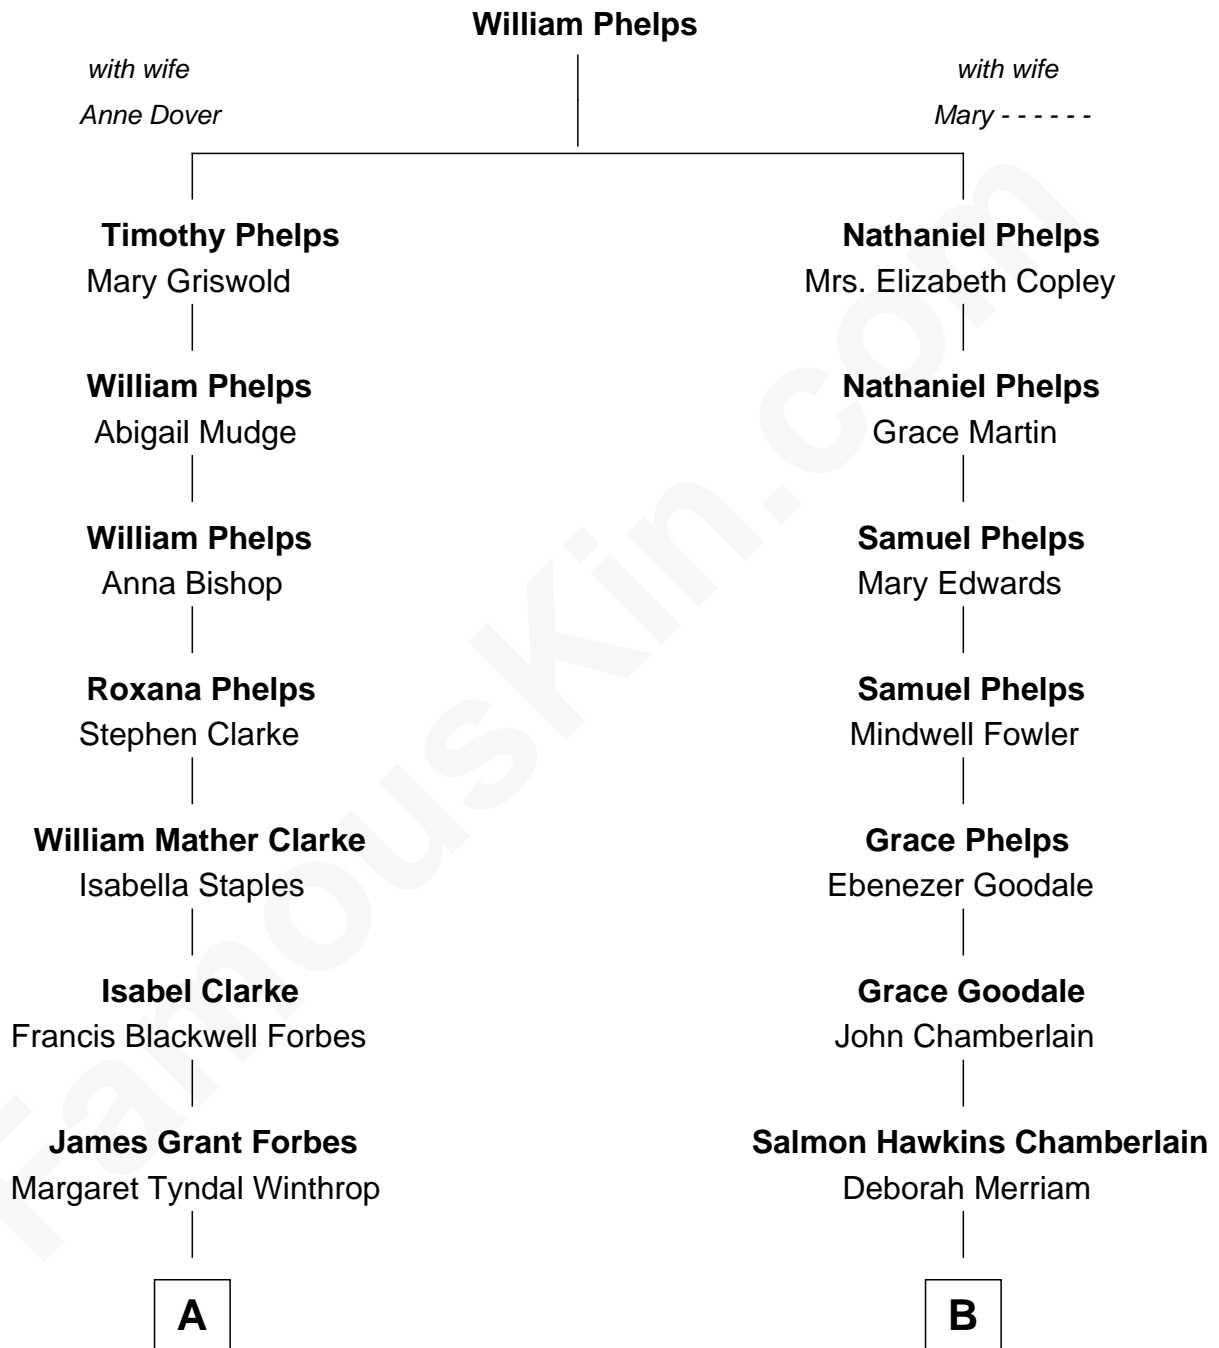 William Phelps
with wife
Anne Dover
with wife
Mary - - - - - -
Timothy Phelps
Mary Griswold
Nathaniel Phelps
Mrs. Elizabeth Copley
William Phelps
Abigail Mudge
Nathaniel Phelps
Grace Martin
William Phelps
Anna Bishop
Samuel Phelps
Mary Edwards
Roxana Phelps
Stephen Clarke
Samuel Phelps
Mindwell Fowler
William Mather Clarke
Isabella Staples
Grace Phelps
Ebenezer Goodale
Isabel Clarke
Francis Blackwell Forbes
Grace Goodale
John Chamberlain
James Grant Forbes
Margaret Tyndal Winthrop
Salmon Hawkins Chamberlain
Deborah Merriam
A
B
FamousKin.com